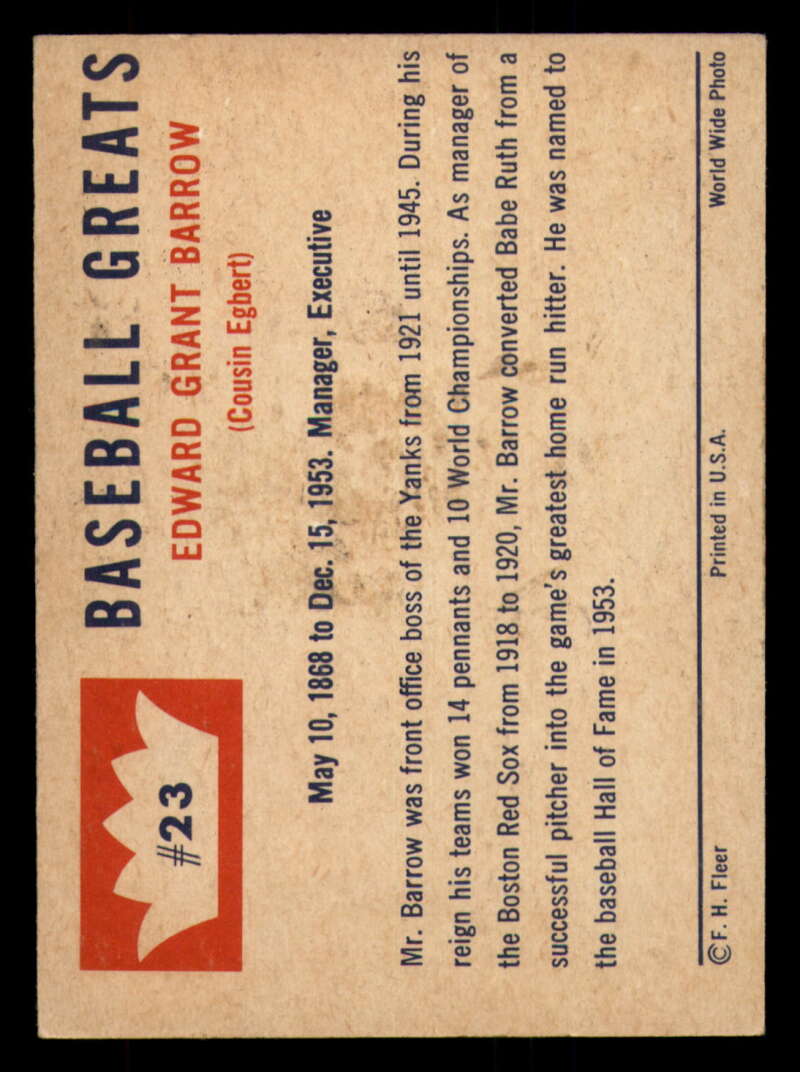 #23
BASEBALL GREATS
EDWARD GRANT BARROW
(Cousin Egbert)
May 10, 1868 to Dec. 15, 1953. Manager, Executive
Mr. Barrow was front office boss of the Yanks from 1921 until 1945. During his
reign his teams won 14 pennants and 10 World Championships. As manager of
the Boston Red Sox from 1918 to 1920, Mr. Barrow converted Babe Ruth from a
successful pitcher into the game's greatest home run hitter. He was named to
the baseball Hall of Fame in 1953.
© F. H. Fleer Printed in U.S.A. World Wide Photo